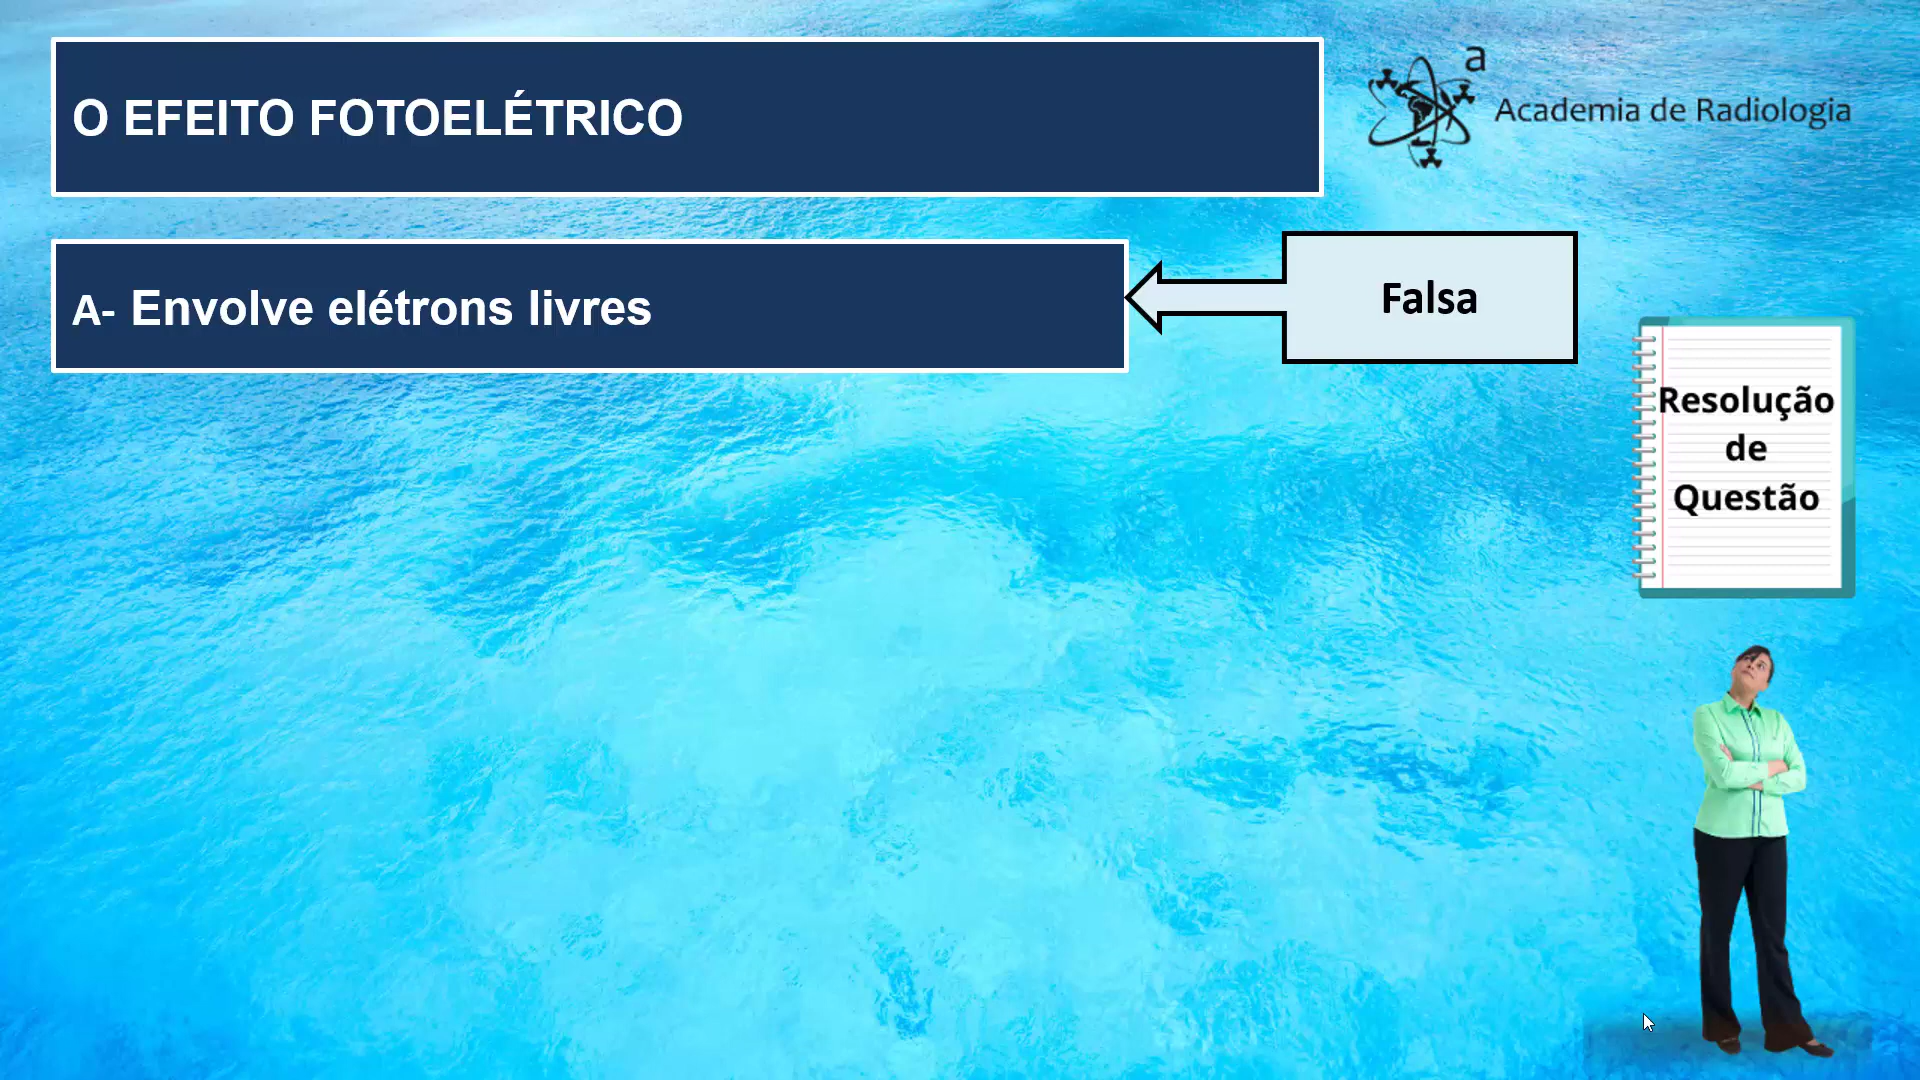 O EFEITO FOTOELÉTRICO
a
Academia de Radiologia
A- Envolve elétrons livres
Falsa
Resolução
de
Questão